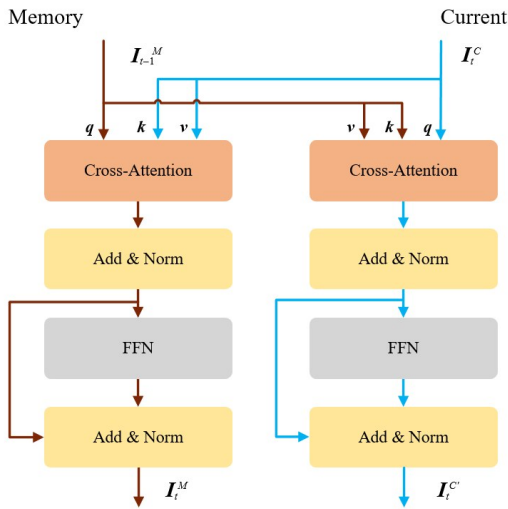 Memory Current
I_{t-1}^{M} I_t^{C}
q k v v k q
Cross-Attention Cross-Attention
Add & Norm Add & Norm
FFN FFN
Add & Norm Add & Norm
I_t^{M} I_t^{C'}